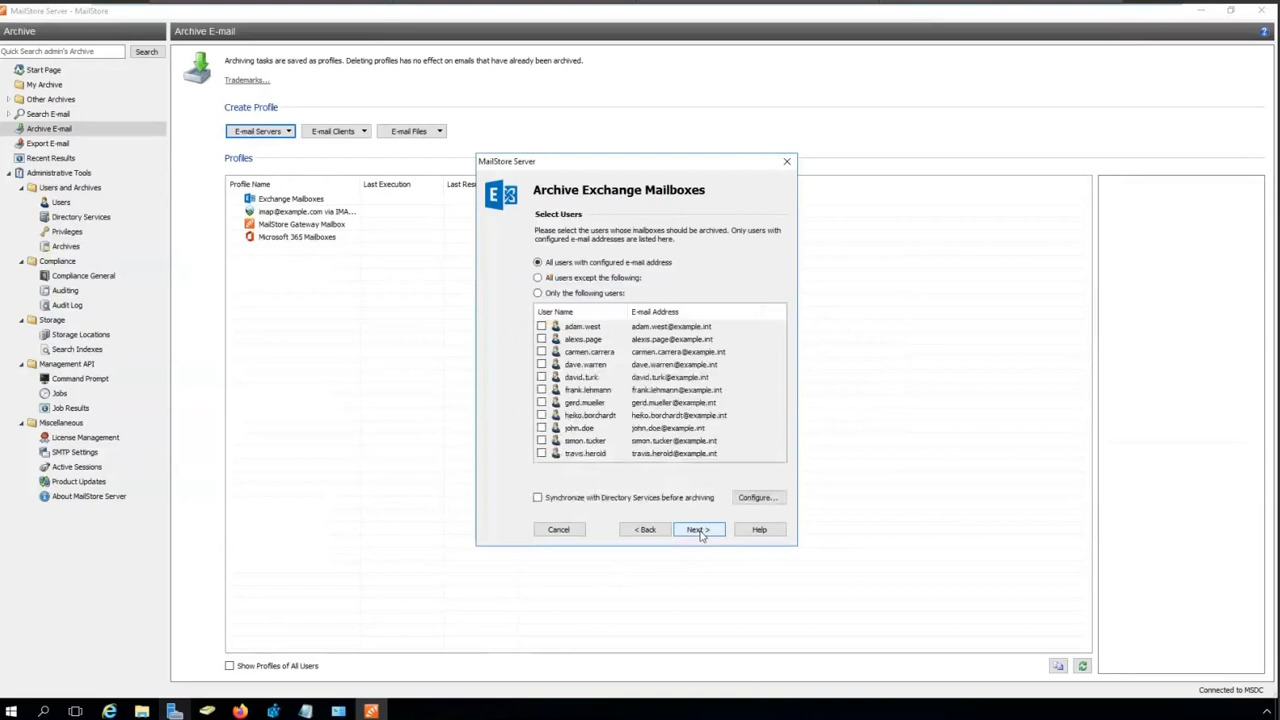 MailStore Server - MailStore
Archive
Archive E-mail
Quick Search admin's Archive
Search
Start Page
My Archive
Other Archives
Search E-mail
Archive E-mail
Export E-mail
Recent Results
Administrative Tools
Users and Archives
Users
Directory Services
Privileges
Archives
Compliance
Compliance General
Auditing
Audit Log
Storage
Storage Locations
Search Indexes
Management API
Command Prompt
Jobs
Job Results
Miscellaneous
License Management
SMTP Settings
Active Sessions
Product Updates
About MailStore Server
Archiving tasks are saved as profiles. Deleting profiles has no effect on emails that have already been archived.
Trademarks...
Create Profile
E-mail Servers
E-mail Clients
E-mail Files
Profiles
Profile Name Last Execution Last Res
Exchange Mailboxes
imap@example.com via IMA...
MailStore Gateway Mailbox
Microsoft 365 Mailboxes
MailStore Server
Archive Exchange Mailboxes
Select Users
Please select the users whose mailboxes should be archived. Only users with
configured e-mail addresses are listed here.
All users with configured e-mail address
All users except the following:
Only the following users:
User Name E-mail Address
adam.west adam.west@example.int
alexis.page alexis.page@example.int
carmen.carrera carmen.carrera@example.int
dave.warren dave.warren@example.int
david.turk david.turk@example.int
frank.lehmann frank.lehmann@example.int
gerd.mueller gerd.mueller@example.int
heiko.borchardt heiko.borchardt@example.int
john.doe john.doe@example.int
simon.tucker simon.tucker@example.int
travis.herold travis.herold@example.int
Synchronize with Directory Services before archiving
Configure...
Cancel
< Back
Next >
Help
Show Profiles of All Users
Connected to MSDC